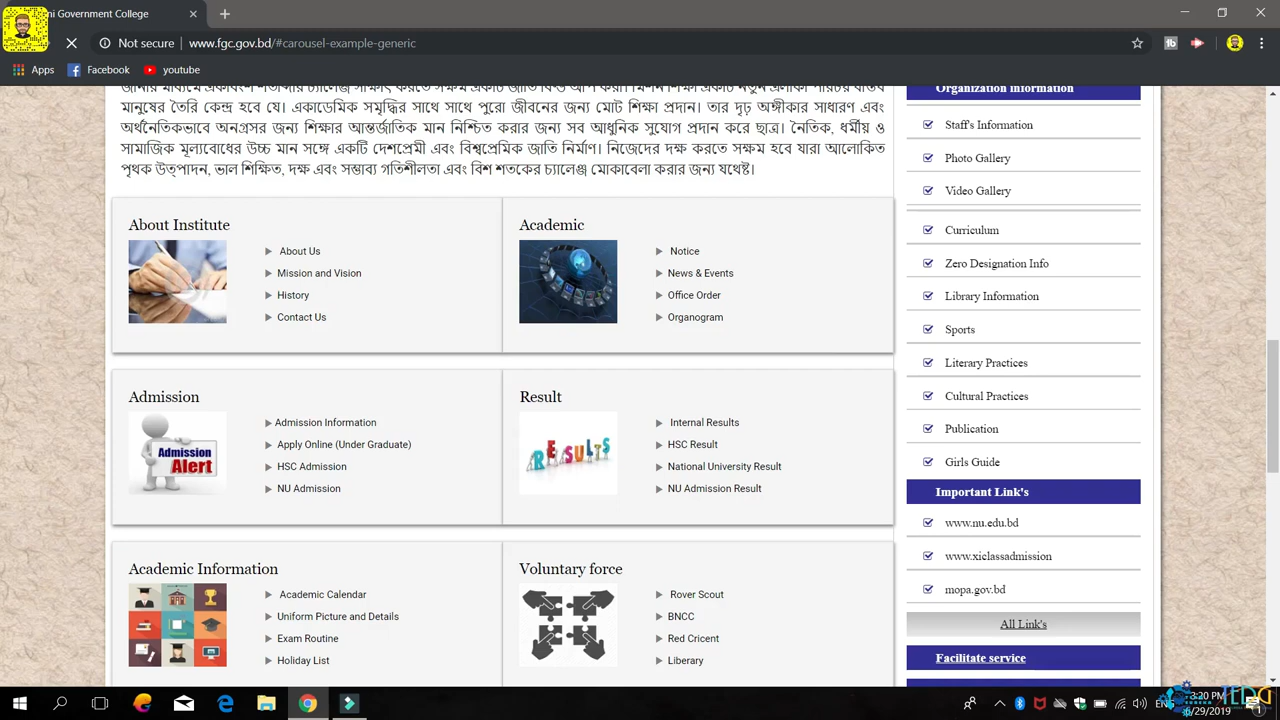 ni Government College
Not secure www.fgc.gov.bd/#carousel-example-generic
Apps Facebook youtube
মানুষের তৈরি কেন্দ্র হবে যে। একাডেমিক সমৃদ্ধির সাথে সাথে পুরো জীবনের জন্য মোট শিক্ষা প্রদান। তার দৃঢ় অঙ্গীকার সাধারণ এবং
অর্থনৈতিকভাবে অনগ্রসর জন্য শিক্ষার আন্তর্জাতিক মান নিশ্চিত করার জন্য সব আধুনিক সুযোগ প্রদান করে ছাত্র। নৈতিক, ধর্মীয় ও
সামাজিক মূল্যবোধের উচ্চ মান সঙ্গে একটি দেশপ্রেমী এবং বিশ্বপ্রেমিক জাতি নির্মাণ। নিজেদের দক্ষ করতে সক্ষম হবে যারা আলোকিত
পৃথক উত্পাদন, ভাল শিক্ষিত, দক্ষ এবং সম্ভাব্য গতিশীলতা এবং বিশ শতকের চ্যালেঞ্জ মোকাবেলা করার জন্য যথেষ্ট।
About Institute
About Us
Mission and Vision
History
Contact Us
Academic
Notice
News & Events
Office Order
Organogram
Admission
Admission Alert
Admission Information
Apply Online (Under Graduate)
HSC Admission
NU Admission
Result
RESULTS
Internal Results
HSC Result
National University Result
NU Admission Result
Academic Information
Academic Calendar
Uniform Picture and Details
Exam Routine
Holiday List
Voluntary force
Rover Scout
BNCC
Red Cricent
Liberary
Organization Information
Staff's Information
Photo Gallery
Video Gallery
Curriculum
Zero Designation Info
Library Information
Sports
Literary Practices
Cultural Practices
Publication
Girls Guide
Important Link's
www.nu.edu.bd
www.xiclassadmission
mopa.gov.bd
All Link's
Facilitate service
3:20 PM
6/29/2019